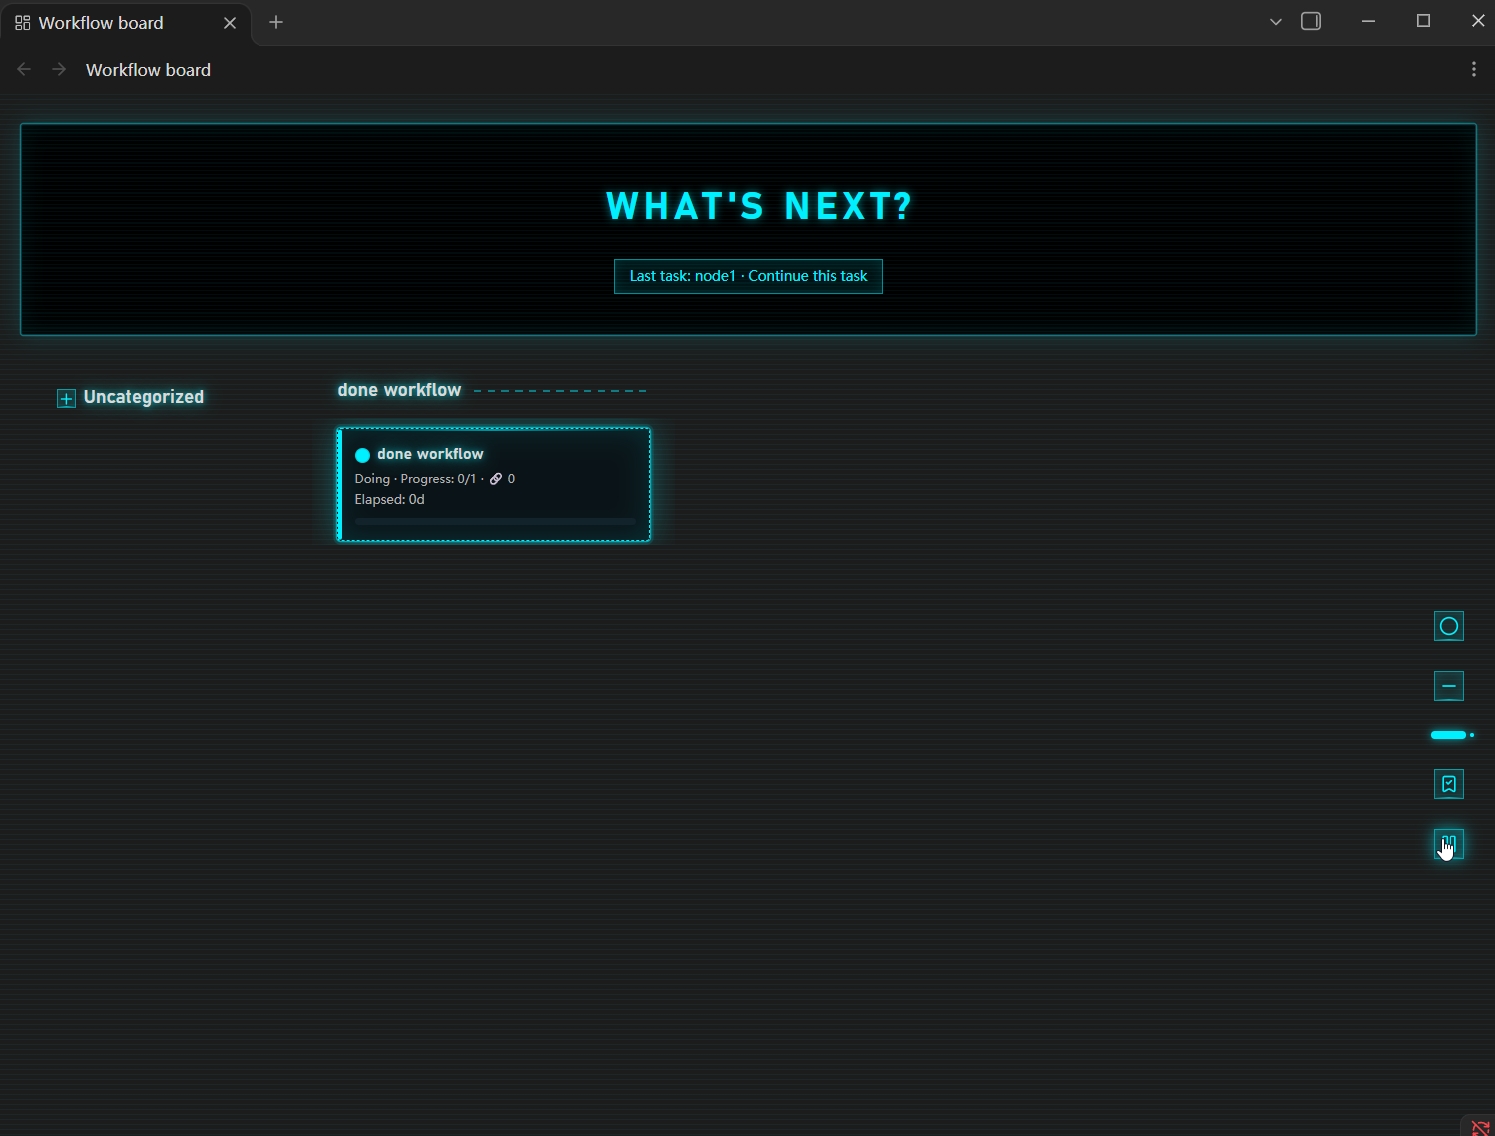 Workflow board
Workflow board
WHAT'S NEXT?
Last task: node1 · Continue this task
Uncategorized
done workflow
done workflow
Doing · Progress: 0/1 · 🔗 0
Elapsed: 0d